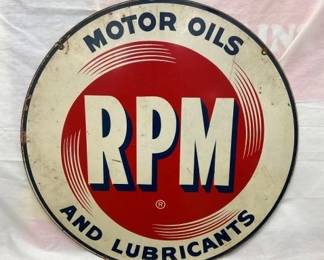 MOTOR OILS
RPM
®
AND LUBRICANTS